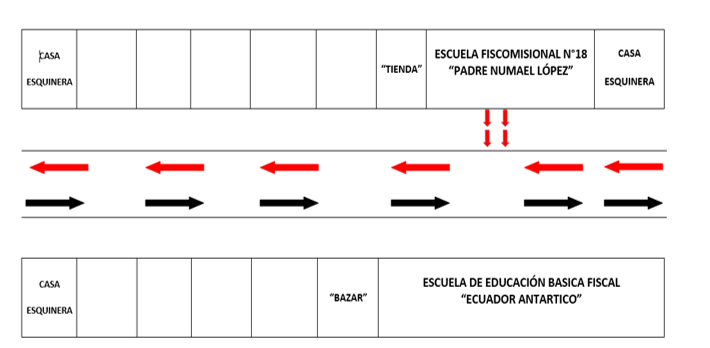 CASA
ESQUINERA
“TIENDA”
ESCUELA FISCOMISIONAL N°18
“PADRE NUMAEL LÓPEZ”
CASA
ESQUINERA
CASA
ESQUINERA
“BAZAR”
ESCUELA DE EDUCACIÓN BASICA FISCAL
“ECUADOR ANTARTICO”